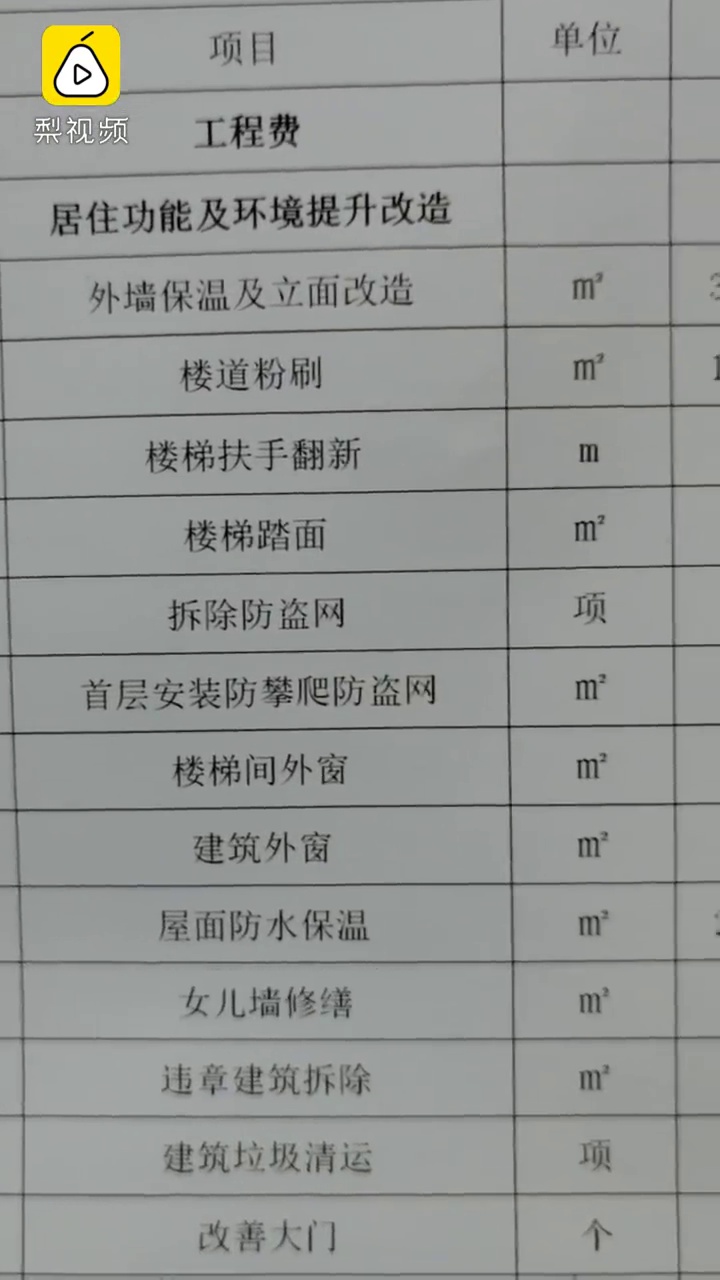 梨视频
项目 单位
工程费
居住功能及环境提升改造
外墙保温及立面改造 m²
楼道粉刷 m²
楼梯扶手翻新 m
楼梯踏面 m²
拆除防盗网 项
首层安装防攀爬防盗网 m²
楼梯间外窗 m²
建筑外窗 m²
屋面防水保温 m²
女儿墙修缮 m²
违章建筑拆除 m²
建筑垃圾清运 项
改善大门 个